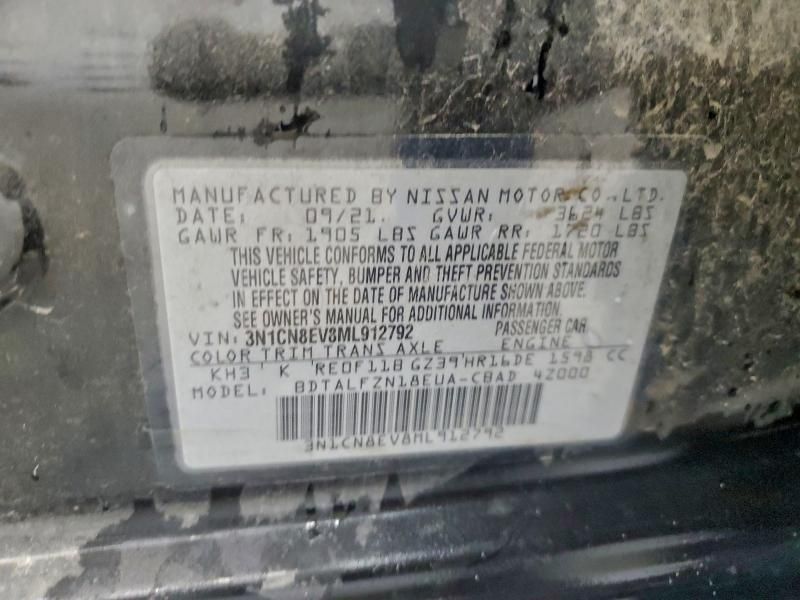 MANUFACTURED BY NISSAN MOTOR CO., LTD.
DATE: 09/21. GVWR: 3624 LBS
GAWR FR: 1905 LBS GAWR RR: 1720 LBS
THIS VEHICLE CONFORMS TO ALL APPLICABLE FEDERAL MOTOR
VEHICLE SAFETY, BUMPER AND THEFT PREVENTION STANDARDS
IN EFFECT ON THE DATE OF MANUFACTURE SHOWN ABOVE.
SEE OWNER'S MANUAL FOR ADDITIONAL INFORMATION.
VIN: 3N1CN8EV8ML912792 PASSENGER CAR
COLOR TRIM TRANS AXLE ENGINE
KH3 K RE0F11B GZ39 HR16DE 1598 CC
MODEL: BDTALFZN18EUA-CBAD 42000
3N1CN8EV8ML912792